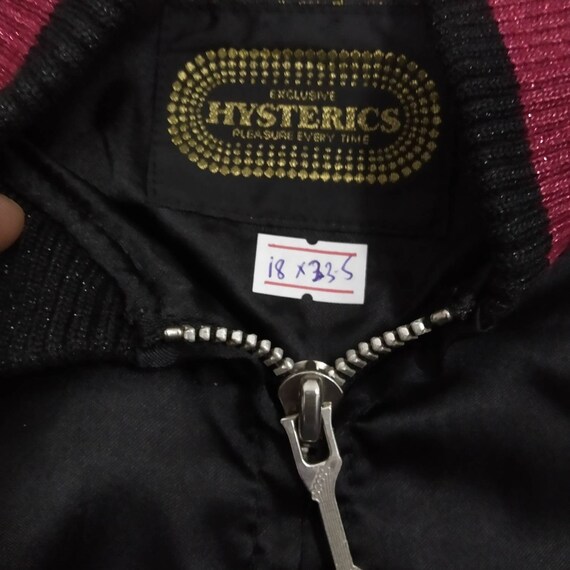 EXCLUSIVE
HYSTERICS
PLEASURE EVERY TIME
18 x 33.5